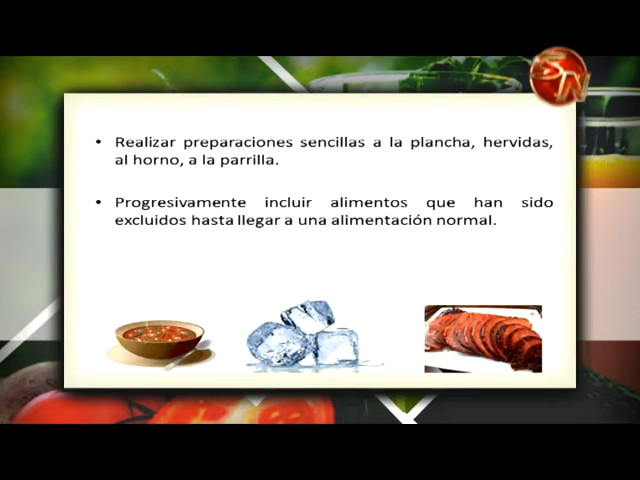 • Realizar preparaciones sencillas a la plancha, hervidas,
al horno, a la parrilla.
• Progresivamente incluir alimentos que han sido
excluidos hasta llegar a una alimentación normal.